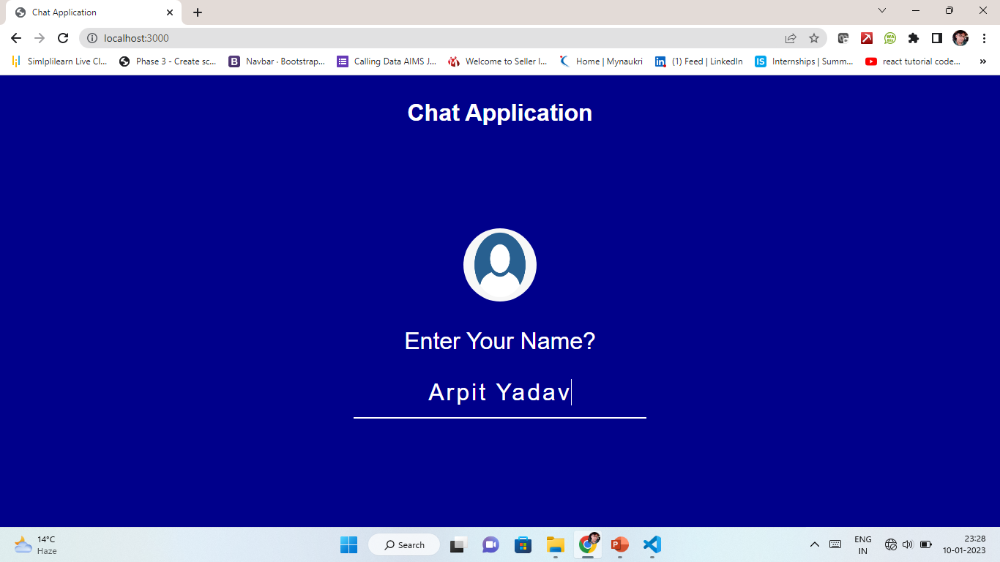 Chat Application
localhost:3000
Simlplilearn Live Cl...
Phase 3 - Create sc...
Navbar · Bootstrap...
Calling Data AIMS J...
Welcome to Seller I...
Home | Mynaukri
(1) Feed | LinkedIn
Internships | Summ...
react tutorial code...
Chat Application
Enter Your Name?
Arpit Yadav
14°C
Haze
Search
ENG
IN
23:28
10-01-2023